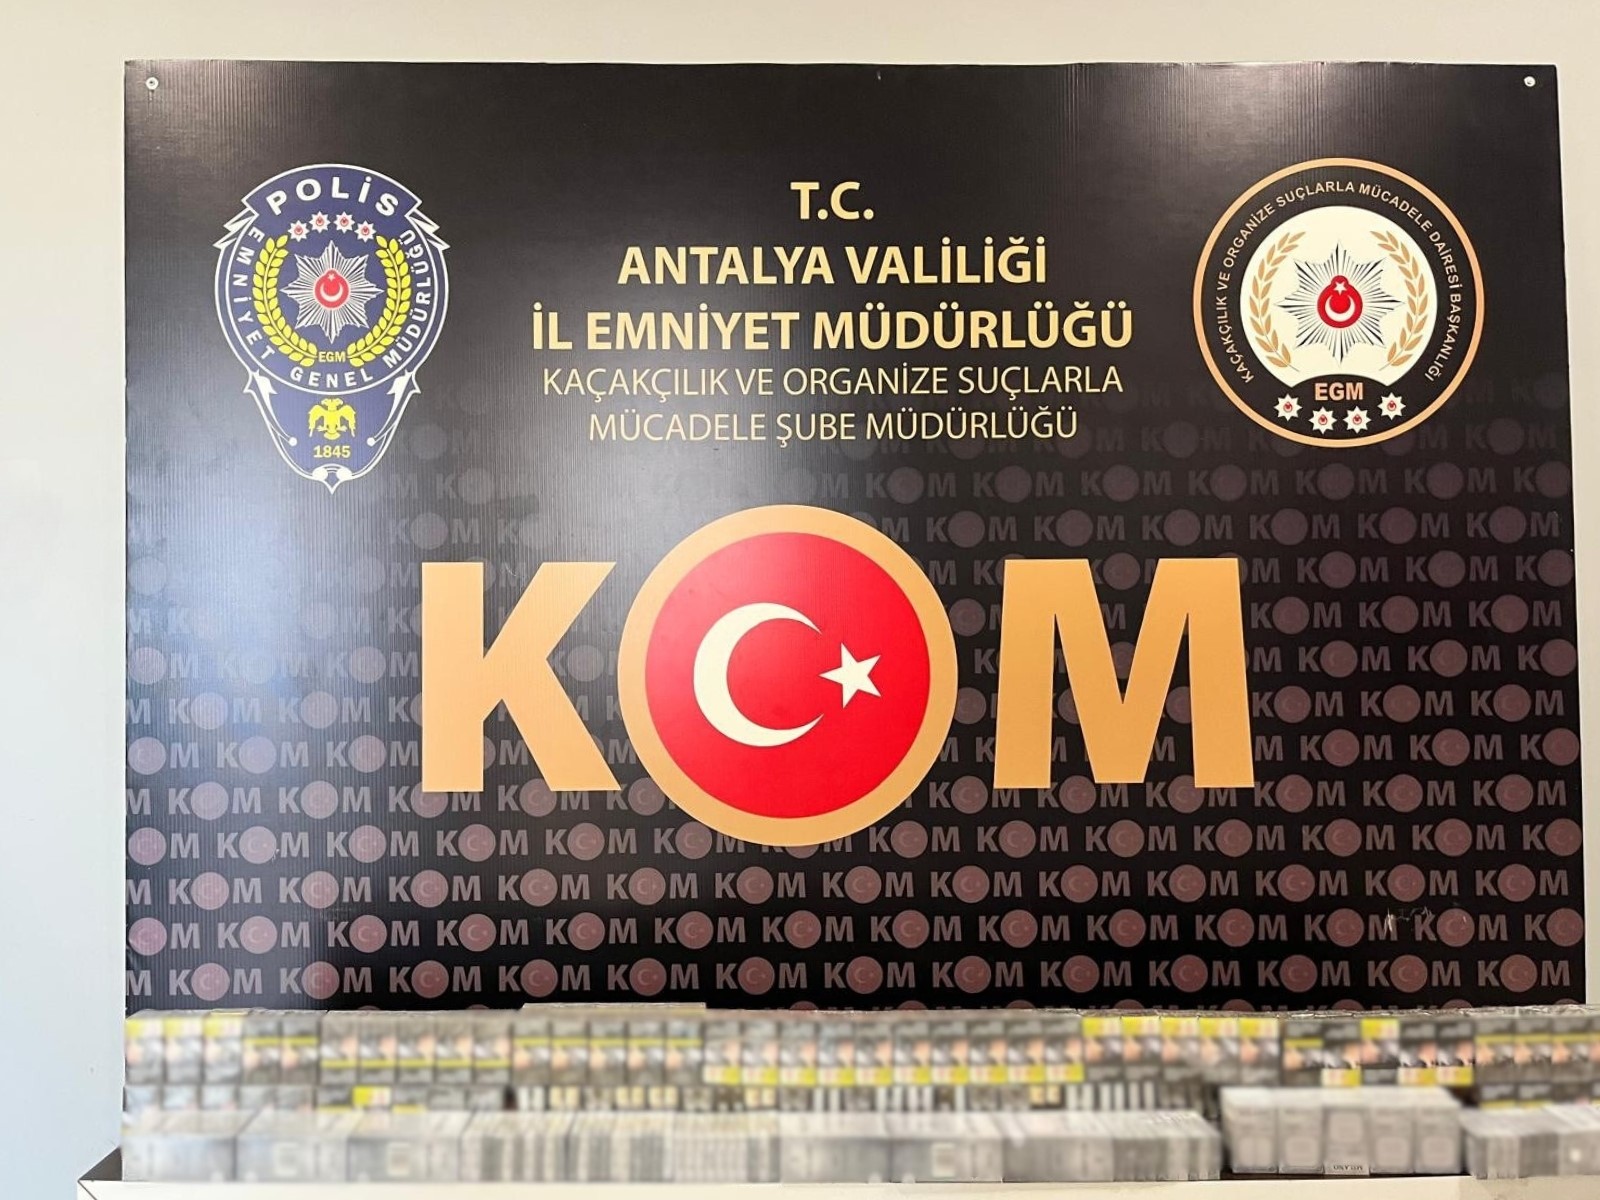 T.C.
ANTALYA VALİLİĞİ
İL EMNİYET MÜDÜRLÜĞÜ
KAÇAKÇILIK VE ORGANİZE SUÇLARLA
MÜCADELE ŞUBE MÜDÜRLÜĞÜ
POLİS
EMNİYET GENEL MÜDÜRLÜĞÜ
EGM
1845
KAÇAKÇILIK VE ORGANİZE SUÇLARLA MÜCADELE DAİRESİ BAŞKANLIĞI
EGM
KOM